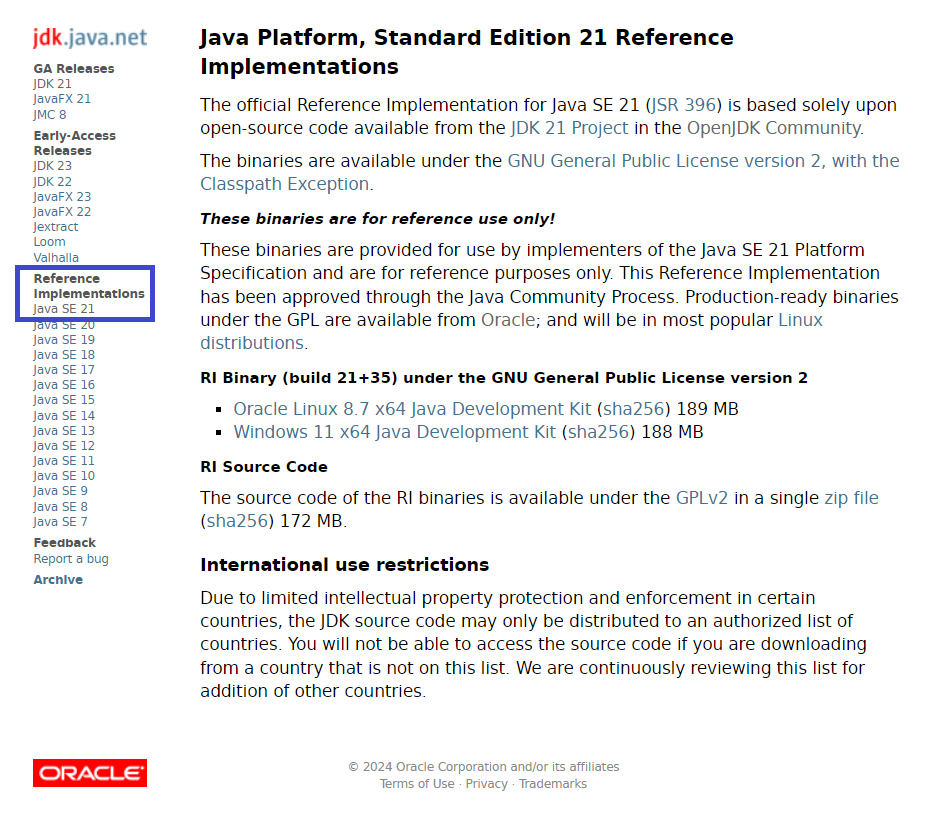 jdk.java.net
GA Releases
JDK 21
JavaFX 21
JMC 8
Early-Access
Releases
JDK 23
JDK 22
JavaFX 23
JavaFX 22
Jextract
Loom
Valhalla
Reference
Implementations
Java SE 21
Java SE 20
Java SE 19
Java SE 18
Java SE 17
Java SE 16
Java SE 15
Java SE 14
Java SE 13
Java SE 12
Java SE 11
Java SE 10
Java SE 9
Java SE 8
Java SE 7
Feedback
Report a bug
Archive
Java Platform, Standard Edition 21 Reference
Implementations
The official Reference Implementation for Java SE 21 (JSR 396) is based solely upon
open-source code available from the JDK 21 Project in the OpenJDK Community.
The binaries are available under the GNU General Public License version 2, with the
Classpath Exception.
These binaries are for reference use only!
These binaries are provided for use by implementers of the Java SE 21 Platform
Specification and are for reference purposes only. This Reference Implementation
has been approved through the Java Community Process. Production-ready binaries
under the GPL are available from Oracle; and will be in most popular Linux
distributions.
RI Binary (build 21+35) under the GNU General Public License version 2
▪ Oracle Linux 8.7 x64 Java Development Kit (sha256) 189 MB
▪ Windows 11 x64 Java Development Kit (sha256) 188 MB
RI Source Code
The source code of the RI binaries is available under the GPLv2 in a single zip file
(sha256) 172 MB.
International use restrictions
Due to limited intellectual property protection and enforcement in certain
countries, the JDK source code may only be distributed to an authorized list of
countries. You will not be able to access the source code if you are downloading
from a country that is not on this list. We are continuously reviewing this list for
addition of other countries.
ORACLE
© 2024 Oracle Corporation and/or its affiliates
Terms of Use · Privacy · Trademarks